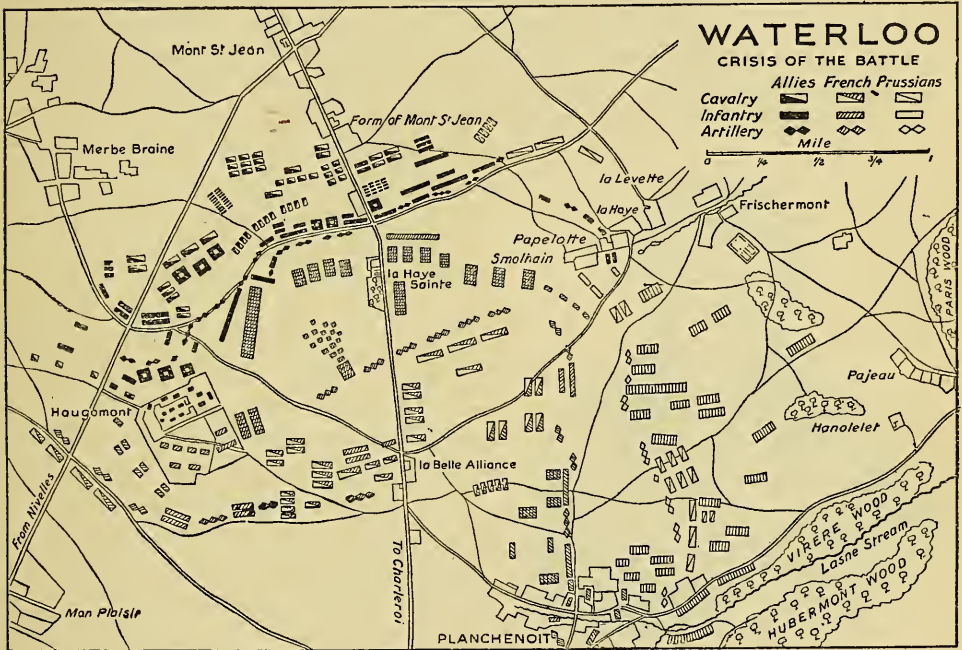 WATERLOO
CRISIS OF THE BATTLE
Allies French Prussians
Cavalry
Infantry
Artillery
Mile
0 1/4 1/2 3/4 1
Mont St Jean
Farm of Mont St Jean
Merbe Braine
la Levette
la Haye
Frischermont
Papelotte
Smolhain
la Haye
Sainte
PARIS WOOD
Pajeau
Hanolelet
Hougomont
la Belle Alliance
From Nivelles
To Charleroi
VIRERE WOOD
Lasne Stream
HUBERMONT WOOD
Mon Plaisir
PLANCHENOIT